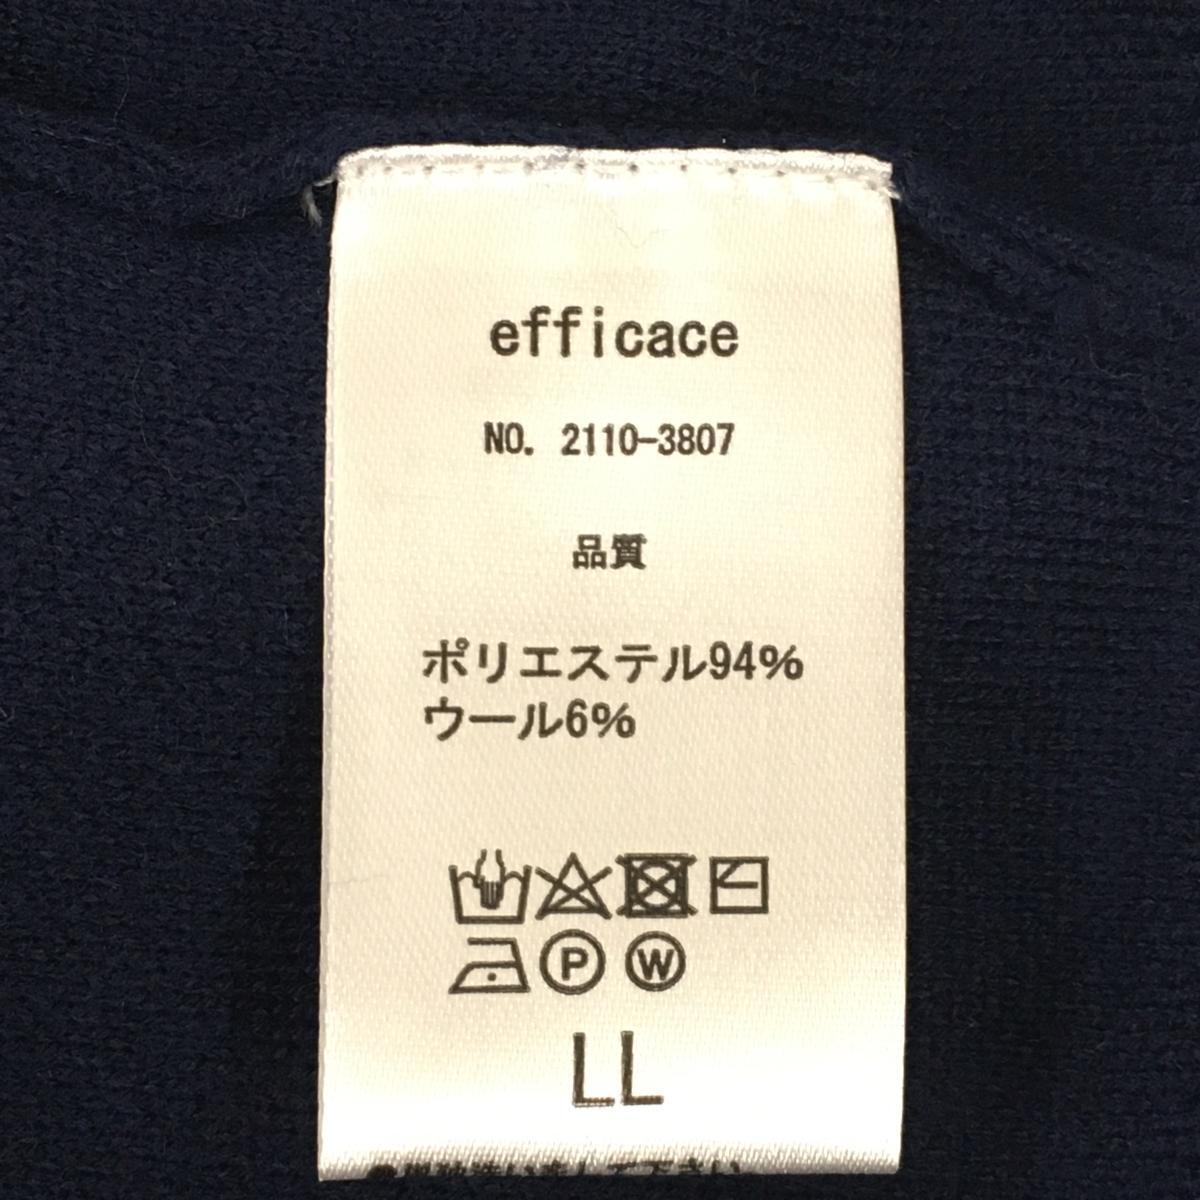 efficace
NO. 2110-3807
品質
ポリエステル94%
ウール6%
P W
LL